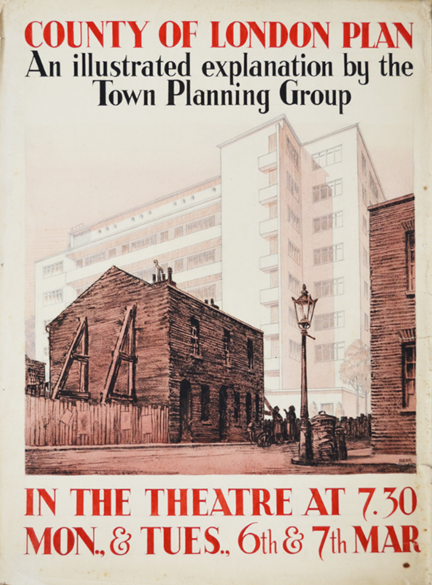 COUNTY OF LONDON PLAN
An illustrated explanation by the
Town Planning Group
IN THE THEATRE AT 7.30
MON., & TUES., 6th & 7th MAR